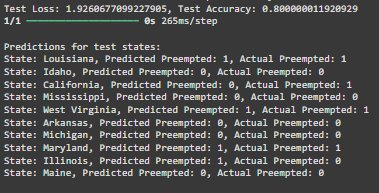 Test Loss: 1.9260677099227905, Test Accuracy: 0.800000011920929
1/1 ━━━━━━━━━━━━━━━━━━━━ 0s 265ms/step
Predictions for test states:
State: Louisiana, Predicted Preempted: 1, Actual Preempted: 1
State: Idaho, Predicted Preempted: 0, Actual Preempted: 0
State: California, Predicted Preempted: 0, Actual Preempted: 1
State: Mississippi, Predicted Preempted: 0, Actual Preempted: 0
State: West Virginia, Predicted Preempted: 1, Actual Preempted: 1
State: Arkansas, Predicted Preempted: 0, Actual Preempted: 0
State: Michigan, Predicted Preempted: 0, Actual Preempted: 0
State: Maryland, Predicted Preempted: 1, Actual Preempted: 1
State: Illinois, Predicted Preempted: 1, Actual Preempted: 0
State: Maine, Predicted Preempted: 0, Actual Preempted: 0